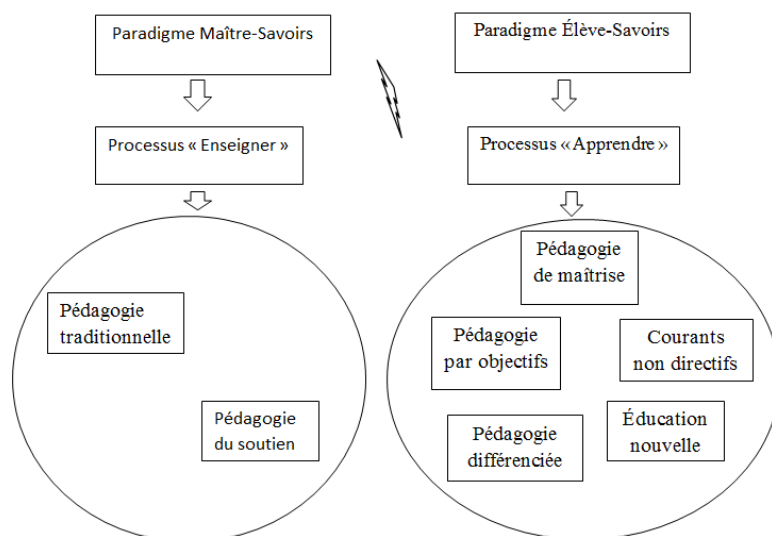 Paradigme Maître-Savoirs
Processus « Enseigner »
Pédagogie
traditionnelle
Pédagogie
du soutien
Paradigme Élève-Savoirs
Processus « Apprendre »
Pédagogie
de maîtrise
Pédagogie
par objectifs
Courants
non directifs
Pédagogie
différenciée
Éducation
nouvelle